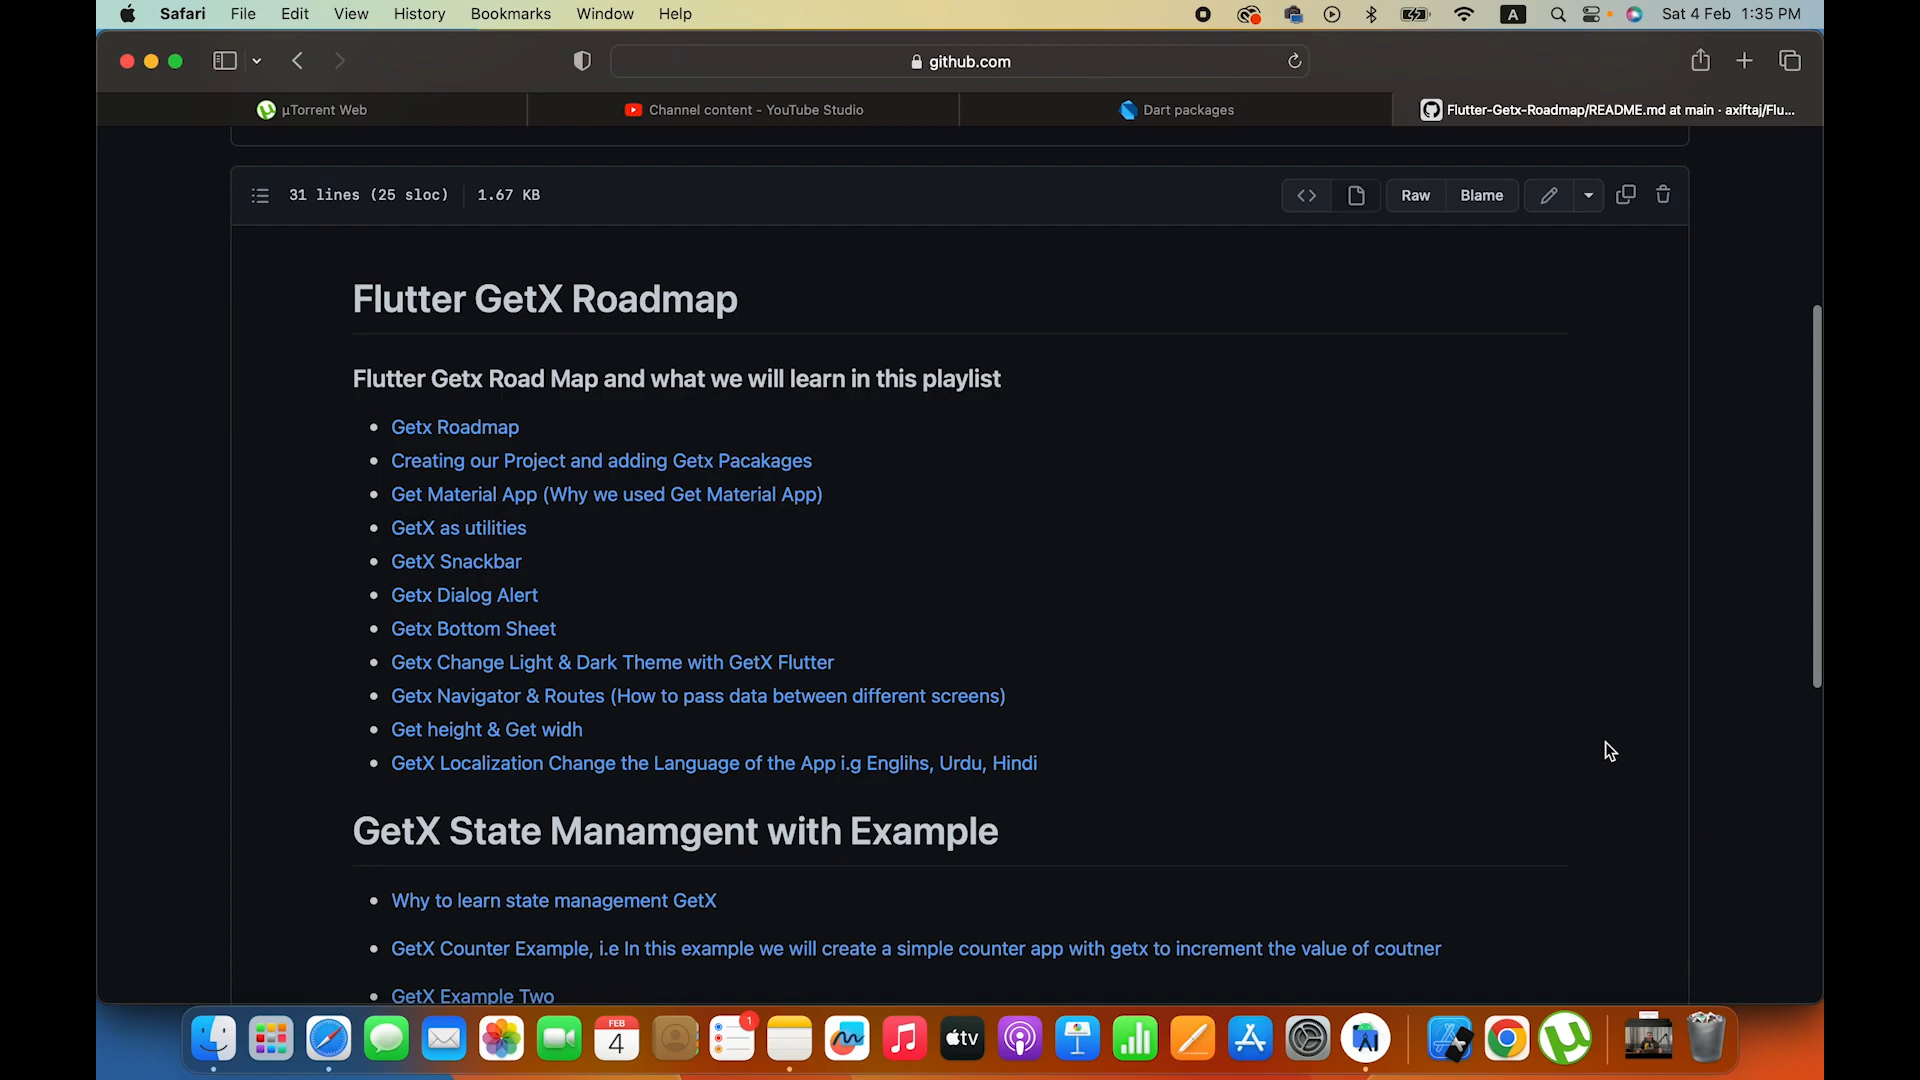 Safari File Edit View History Bookmarks Window Help A Sat 4 Feb 1:35 PM
github.com
µTorrent Web Channel content - YouTube Studio Dart packages Flutter-Getx-Roadmap/README.md at main · axiftaj/Flu...
31 lines (25 sloc) 1.67 KB Raw Blame
Flutter GetX Roadmap
Flutter Getx Road Map and what we will learn in this playlist
Getx Roadmap
Creating our Project and adding Getx Pacakages
Get Material App (Why we used Get Material App)
GetX as utilities
GetX Snackbar
Getx Dialog Alert
Getx Bottom Sheet
Getx Change Light & Dark Theme with GetX Flutter
Getx Navigator & Routes (How to pass data between different screens)
Get height & Get widh
GetX Localization Change the Language of the App i.g Englihs, Urdu, Hindi
GetX State Manamgent with Example
Why to learn state management GetX
GetX Counter Example, i.e In this example we will create a simple counter app with getx to increment the value of coutner
GetX Example Two
FEB
4
1
tv